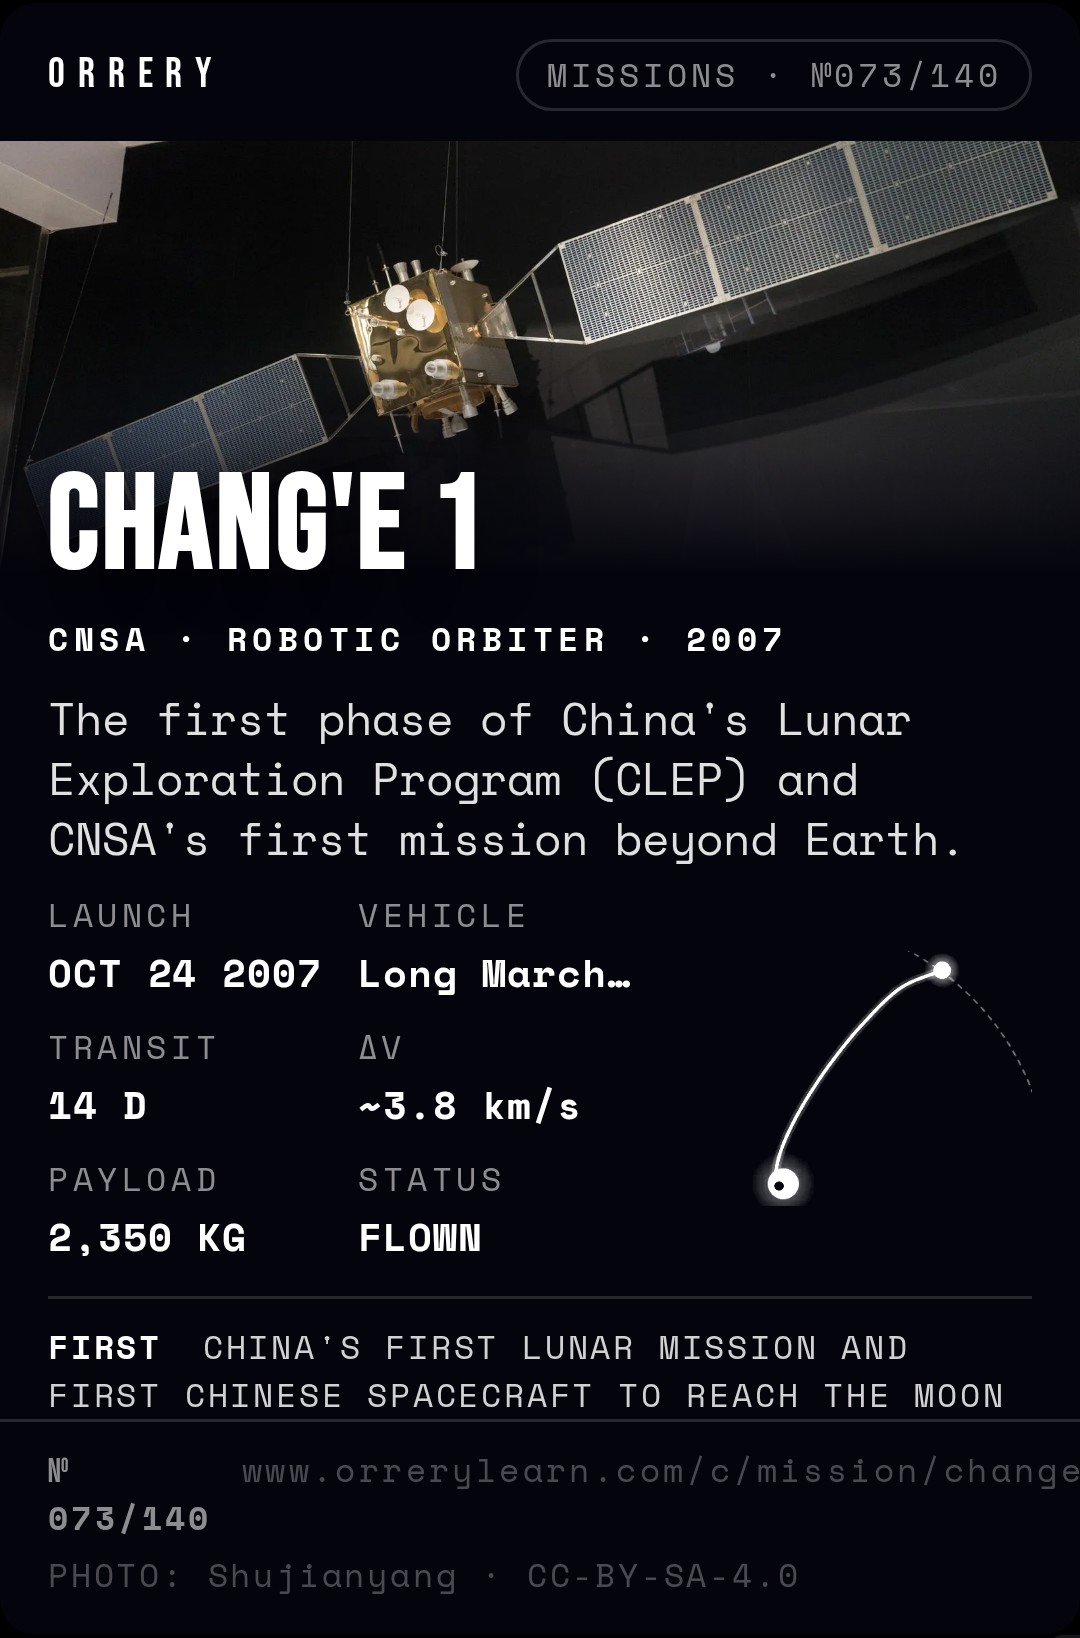 ORRERY
MISSIONS · №073/140
CHANG'E 1
CNSA · ROBOTIC ORBITER · 2007
The first phase of China's Lunar
Exploration Program (CLEP) and
CNSA's first mission beyond Earth.
LAUNCH VEHICLE
OCT 24 2007 Long March…
TRANSIT ΔV
14 D ~3.8 km/s
PAYLOAD STATUS
2,350 KG FLOWN
FIRST CHINA'S FIRST LUNAR MISSION AND
FIRST CHINESE SPACECRAFT TO REACH THE MOON
№ www.orrerylearn.com/c/mission/change
073/140
PHOTO: Shujianyang · CC-BY-SA-4.0